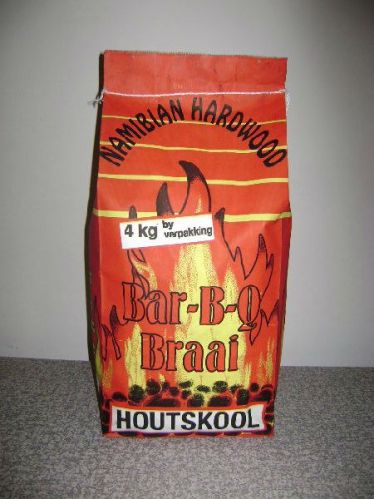 NAMIBIAN HARDWOOD
4 kg by
verpakking
Bar-B-Q
Braai
HOUTSKOOL